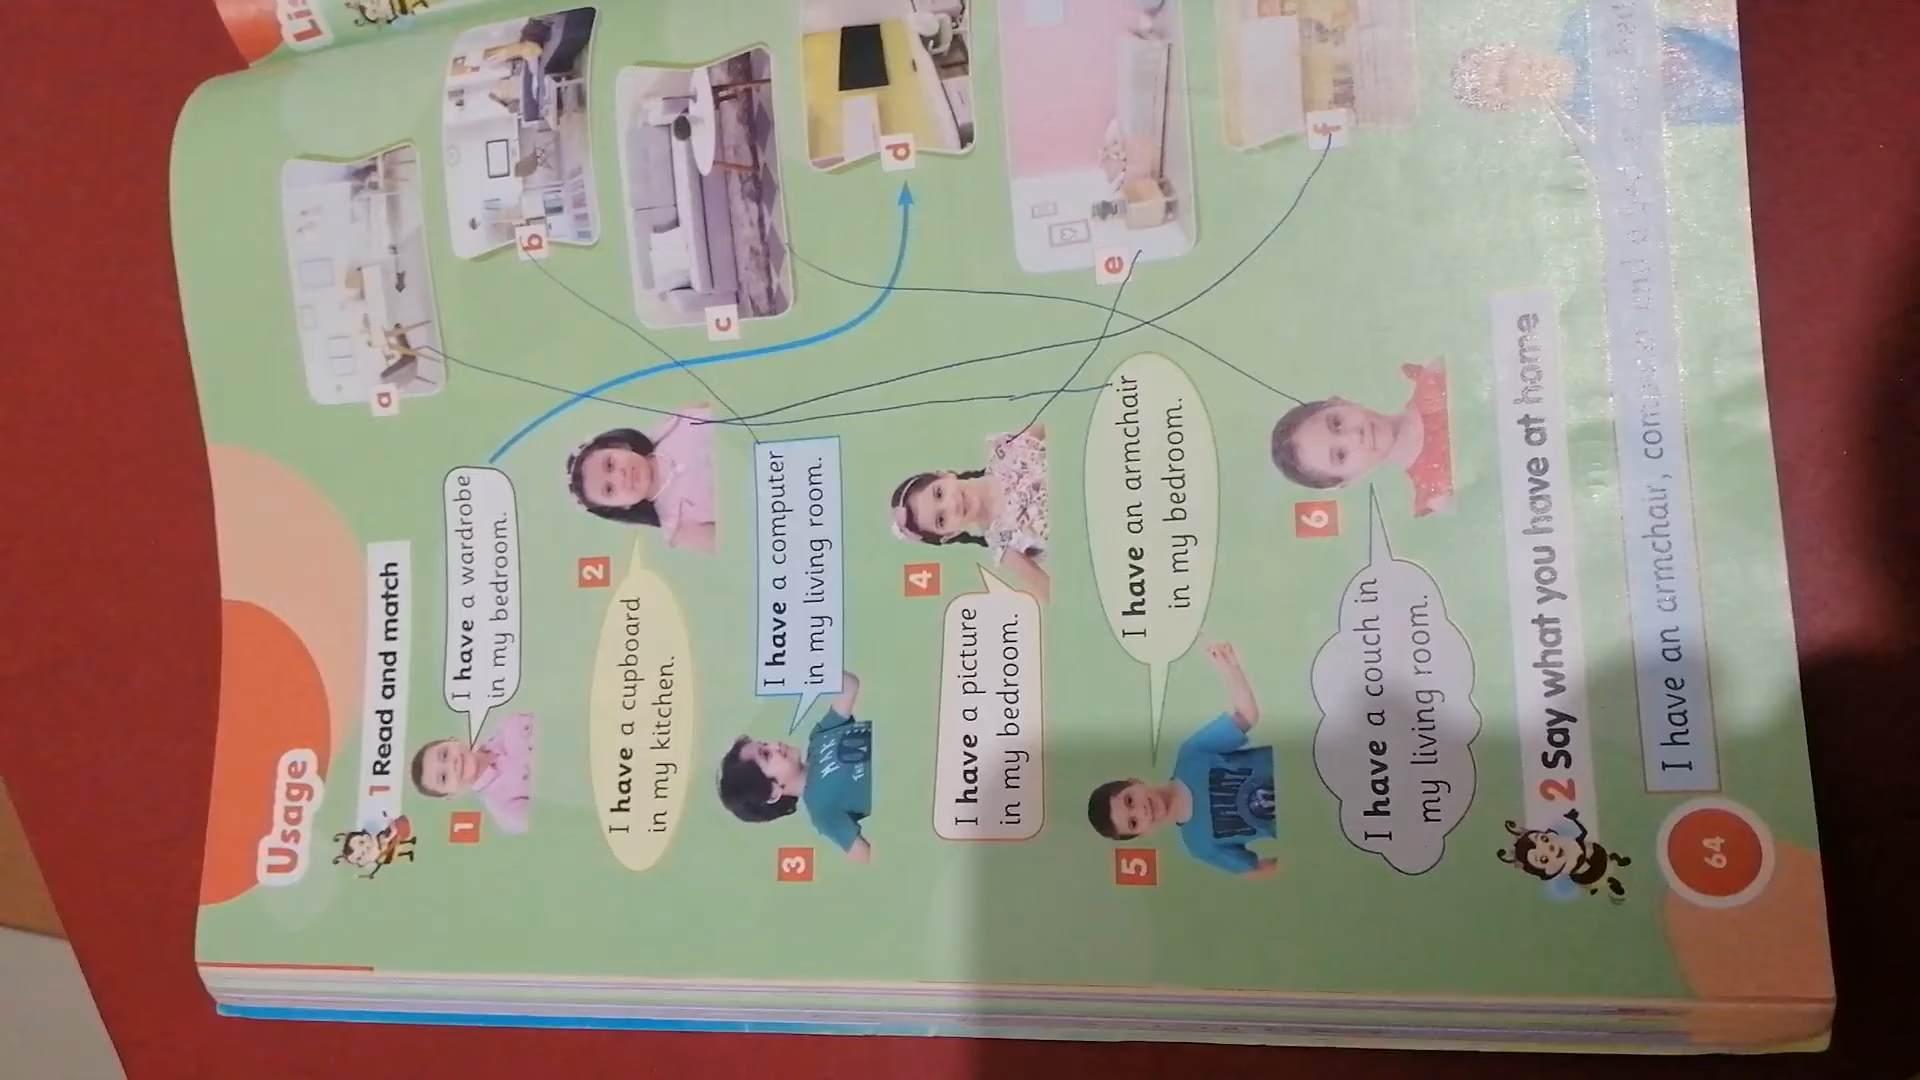 Lis
Usage
1 Read and match
1
I have a wardrobe
in my bedroom.
a
2
I have a cupboard
in my kitchen.
b
3
I have a computer
in my living room.
c
4
I have a picture
in my bedroom.
d
5
I have an armchair
in my bedroom.
e
6
I have a couch in
my living room.
f
2 Say what you have at home
I have an armchair,
64